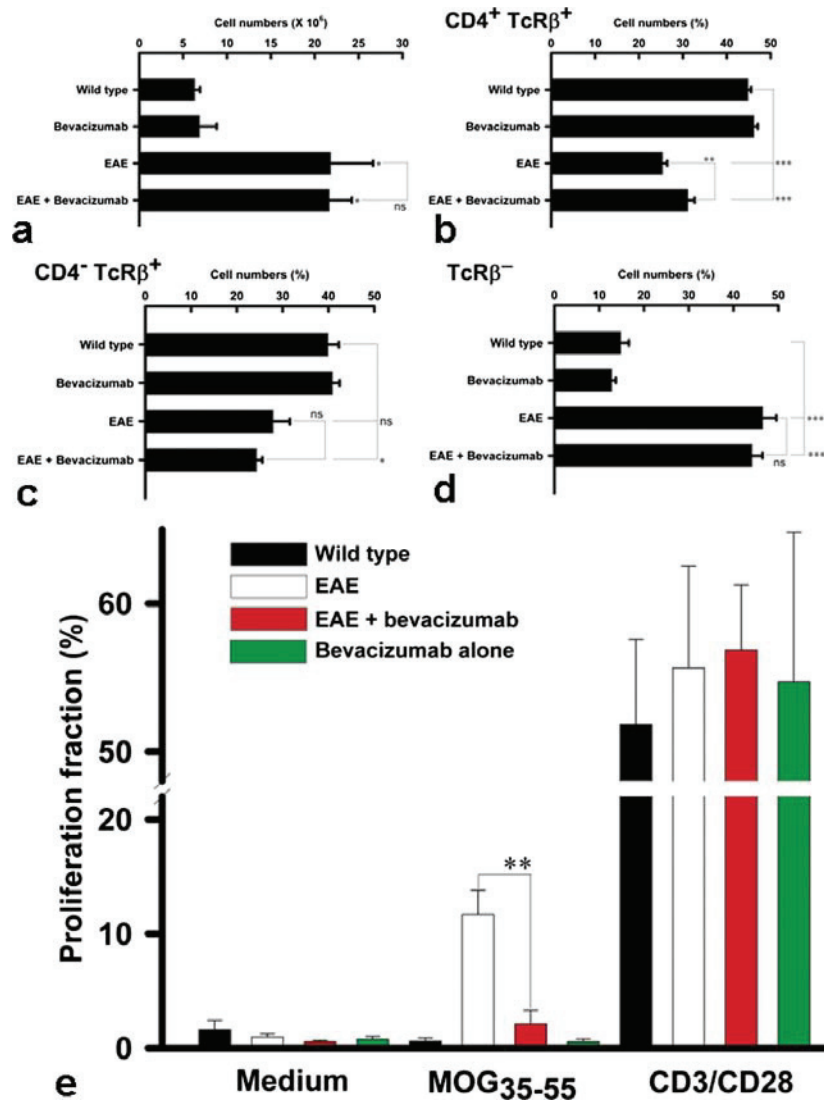 Cell numbers (X 10⁶)
0 5 10 15 20 25 30
Wild type
Bevacizumab
EAE
*
EAE + Bevacizumab
*
ns
a
CD4⁺ TcRβ⁺
Cell numbers (%)
0 10 20 30 40 50
Wild type
Bevacizumab
EAE
**
***
EAE + Bevacizumab
***
b
CD4⁻ TcRβ⁺
Cell numbers (%)
0 10 20 30 40 50
Wild type
Bevacizumab
EAE
ns
ns
EAE + Bevacizumab
*
c
TcRβ⁻
Cell numbers (%)
0 10 20 30 40 50
Wild type
Bevacizumab
EAE
***
EAE + Bevacizumab
ns
***
d
Proliferation fraction (%)
60
50
20
10
0
Wild type
EAE
EAE + bevacizumab
Bevacizumab alone
**
Medium
MOG35-55
CD3/CD28
e